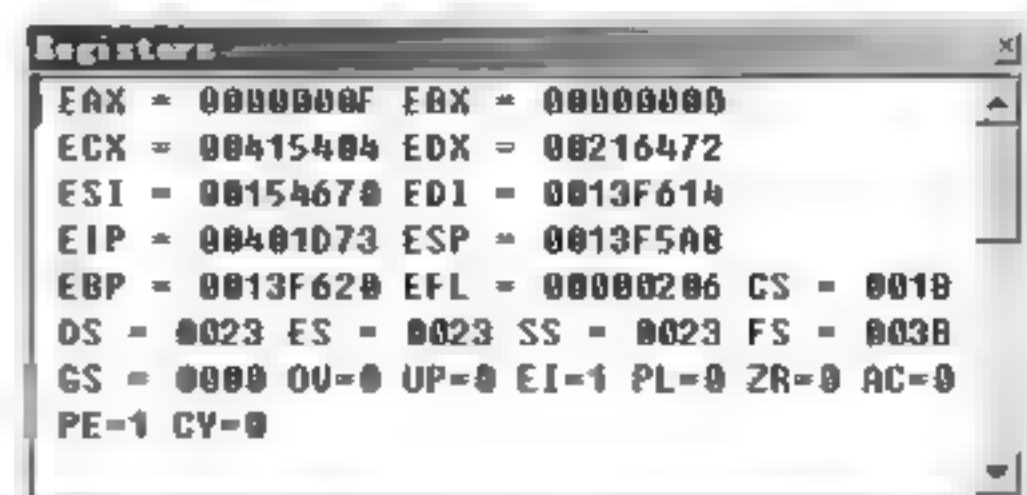 Registers
EAX = 0000000F EBX = 00000000
ECX = 00415404 EDX = 00216472
ESI = 00154670 EDI = 0013F614
EIP = 00401D73 ESP =
EBP = 0013F620 EFL = 00000206 CS = 001B
DS = 0023 ES = 0023 SS = 0023 FS = 003B
GS = 0000 OV=0 UP=0 EI=1 PL=0 ZR=0 AC=0
PE=1 CY=0